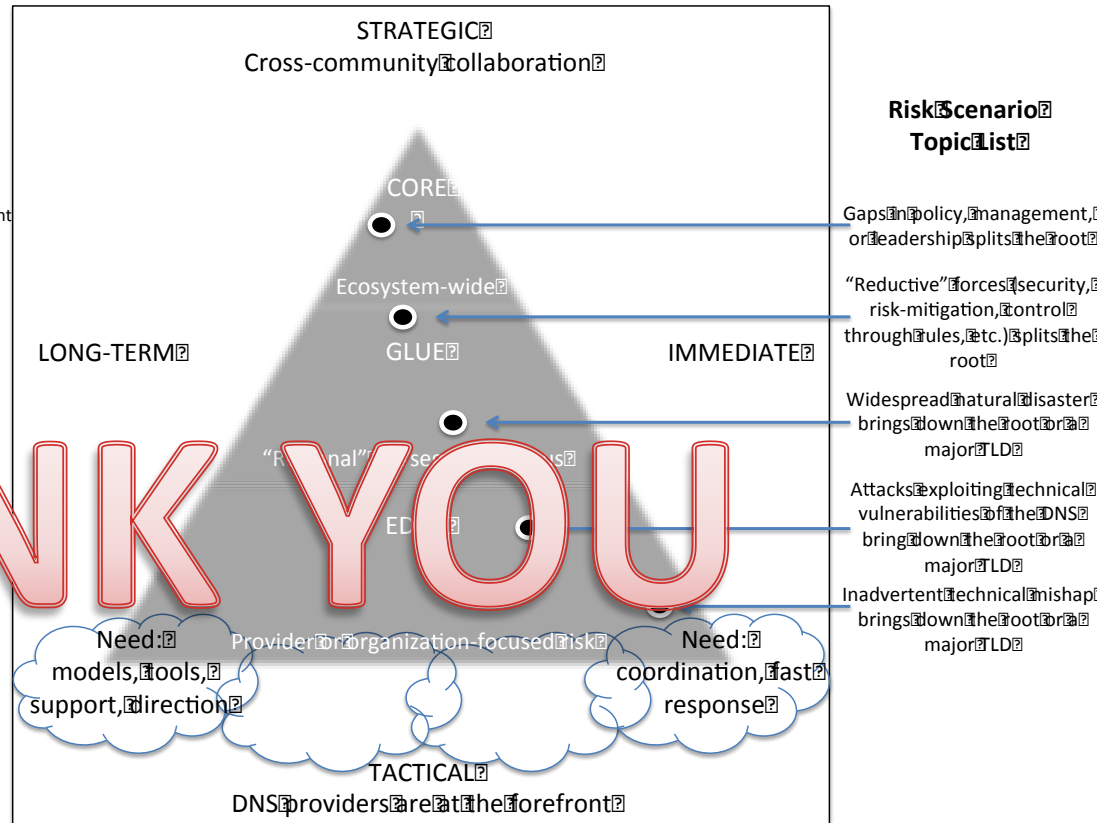 STRATEGIC
Cross-community collaboration
Risk Scenario
Topic List
CORE
Gaps in policy, management,
or leadership splits the root
Ecosystem-wide
"Reductive" forces (security,
risk-mitigation, control
through rules, etc.) splits the
root
LONG-TERM
GLUE
IMMEDIATE
Widespread natural disaster
brings down the root or a
major TLD
NK YOU
Attacks exploiting technical
vulnerabilities of the DNS
bring down the root or a
major TLD
Inadvertent technical mishap
brings down the root or a
major TLD
Provider or organization-focused risk
Need:
models, tools,
support, direction
Need:
coordination, fast
response
TACTICAL
DNS providers are at the forefront